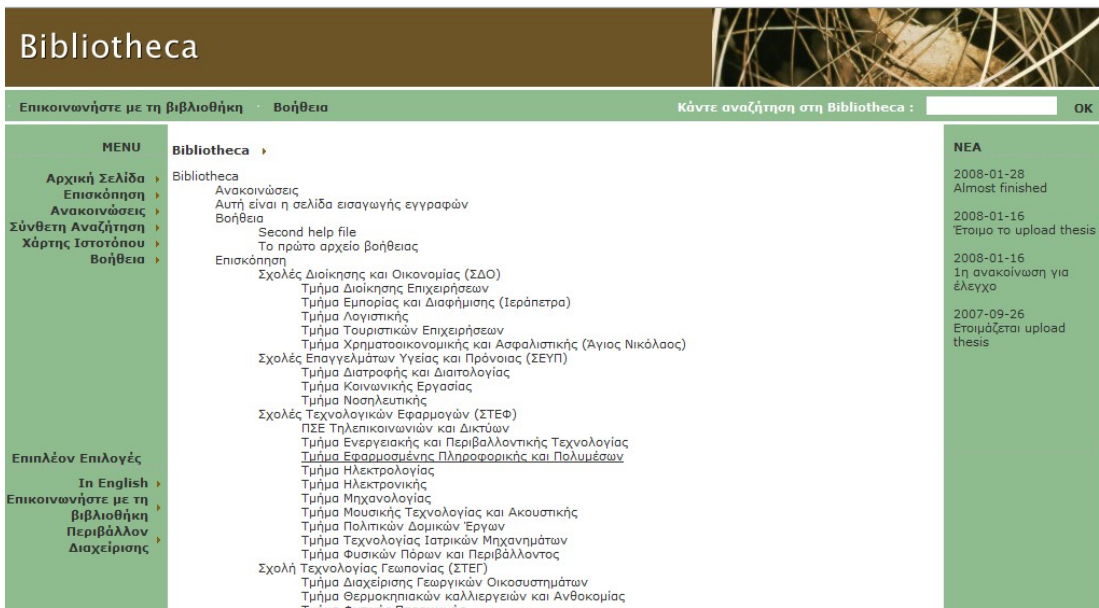 Bibliotheca
Επικοινωνήστε με τη βιβλιοθήκη · Βοήθεια
Κάντε αναζήτηση στη Bibliotheca :
OK
MENU
Αρχική Σελίδα
Επισκόπηση
Ανακοινώσεις
Σύνθετη Αναζήτηση
Χάρτης Ιστοτόπου
Βοήθεια
Επιπλέον Επιλογές
In English
Επικοινωνήστε με τη
βιβλιοθήκη
Περιβάλλον
Διαχείρισης
Bibliotheca
Bibliotheca
Ανακοινώσεις
Αυτή είναι η σελίδα εισαγωγής εγγραφών
Βοήθεια
Second help file
Το πρώτο αρχείο βοήθειας
Επισκόπηση
Σχολές Διοίκησης και Οικονομίας (ΣΔΟ)
Τμήμα Διοίκησης Επιχειρήσεων
Τμήμα Εμπορίας και Διαφήμισης (Ιεράπετρα)
Τμήμα Λογιστικής
Τμήμα Τουριστικών Επιχειρήσεων
Τμήμα Χρηματοοικονομικής και Ασφαλιστικής (Άγιος Νικόλαος)
Σχολές Επαγγελμάτων Υγείας και Πρόνοιας (ΣΕΥΠ)
Τμήμα Διατροφής και Διαιτολογίας
Τμήμα Κοινωνικής Εργασίας
Τμήμα Νοσηλευτικής
Σχολές Τεχνολογικών Εφαρμογών (ΣΤΕΦ)
ΠΣΕ Τηλεπικοινωνιών και Δικτύων
Τμήμα Ενεργειακής και Περιβαλλοντικής Τεχνολογίας
Τμήμα Εφαρμοσμένης Πληροφορικής και Πολυμέσων
Τμήμα Ηλεκτρολογίας
Τμήμα Ηλεκτρονικής
Τμήμα Μηχανολογίας
Τμήμα Μουσικής Τεχνολογίας και Ακουστικής
Τμήμα Πολιτικών Δομικών Έργων
Τμήμα Τεχνολογίας Ιατρικών Μηχανημάτων
Τμήμα Φυσικών Πόρων και Περιβάλλοντος
Σχολή Τεχνολογίας Γεωπονίας (ΣΤΕΓ)
Τμήμα Διαχείρισης Γεωργικών Οικοσυστημάτων
Τμήμα Θερμοκηπιακών καλλιεργειών και Ανθοκομίας
ΝΕΑ
2008-01-28
Almost finished
2008-01-16
Έτοιμο το upload thesis
2008-01-16
1η ανακοίνωση για
έλεγχο
2007-09-26
Ετοιμάζεται upload
thesis